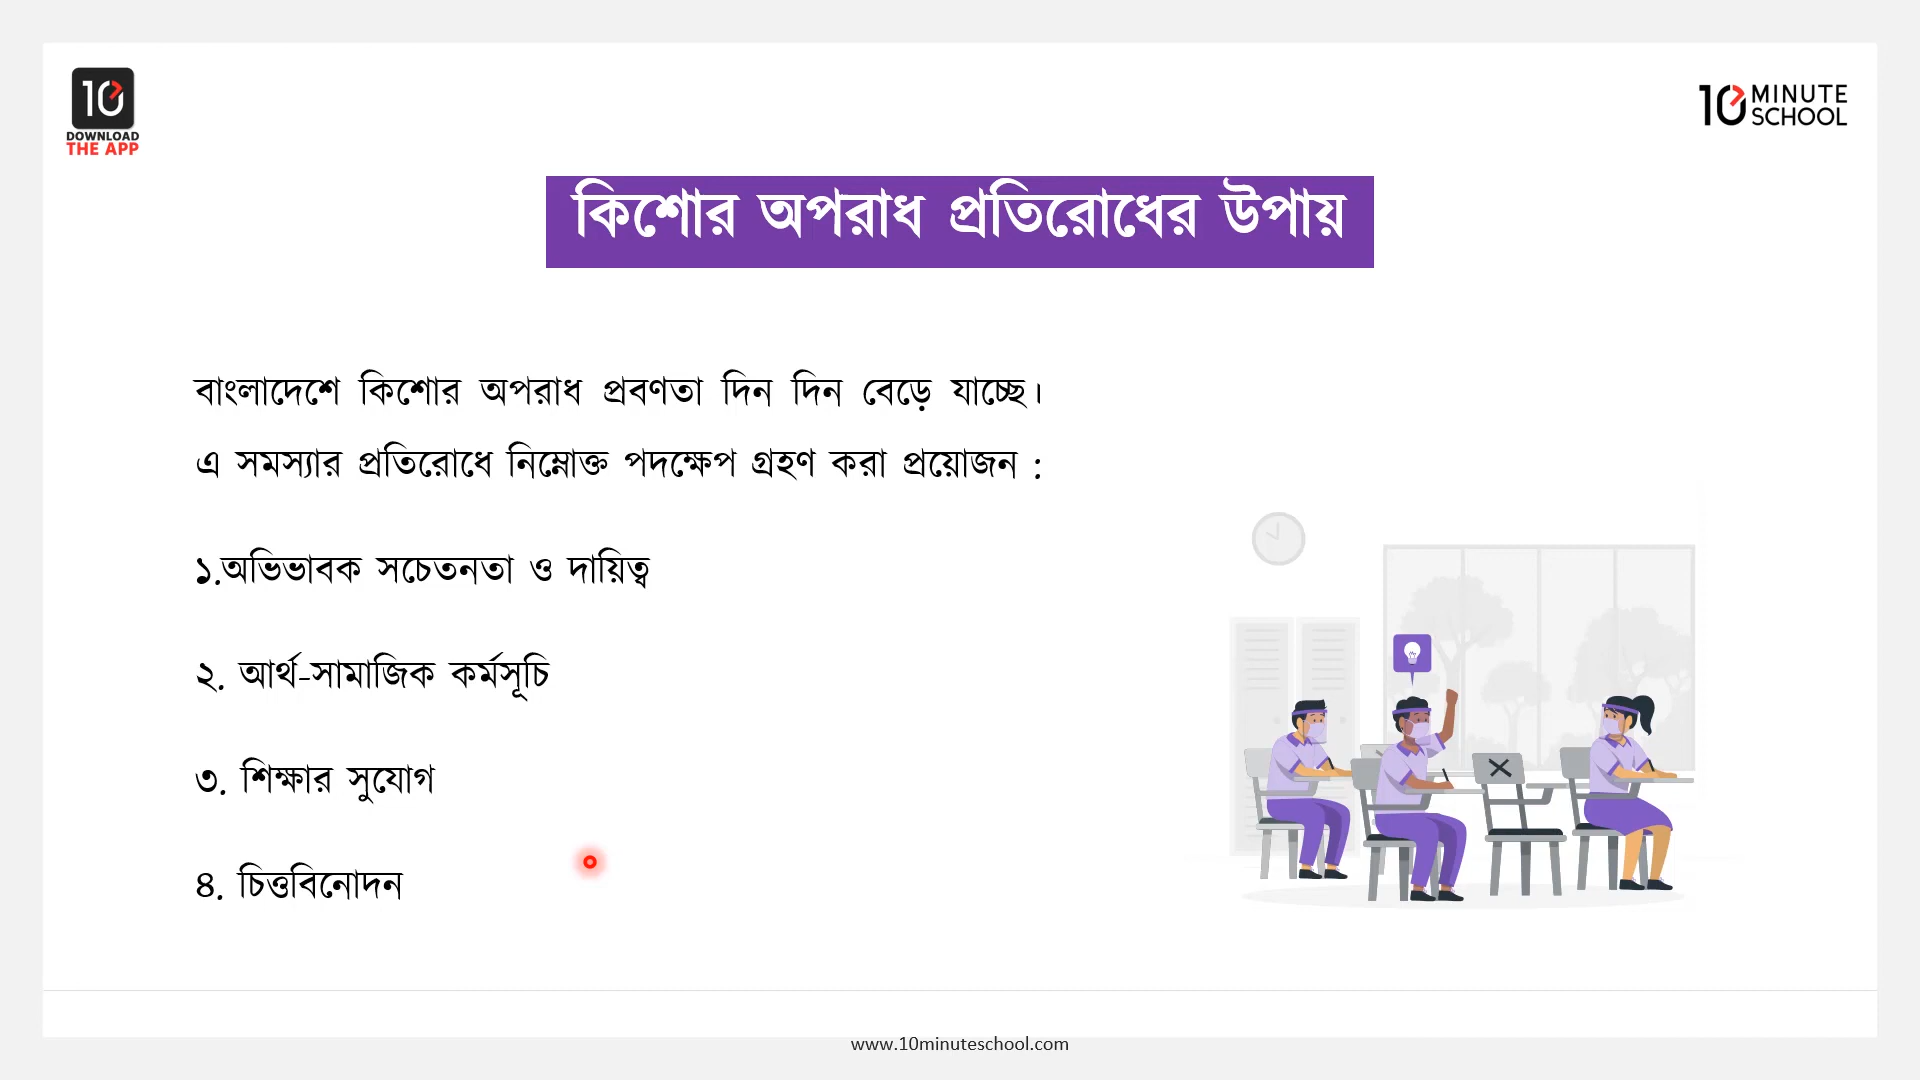 10
DOWNLOAD
THE APP
10 MINUTE
SCHOOL
কিশোর অপরাধ প্রতিরোধের উপায়
বাংলাদেশে কিশোর অপরাধ প্রবণতা দিন দিন বেড়ে যাচ্ছে।
এ সমস্যার প্রতিরোধে নিম্নোক্ত পদক্ষেপ গ্রহণ করা প্রয়োজন :
১.অভিভাবক সচেতনতা ও দায়িত্ব
২. আর্থ-সামাজিক কর্মসূচি
৩. শিক্ষার সুযোগ
৪. চিত্তবিনোদন
www.10minuteschool.com